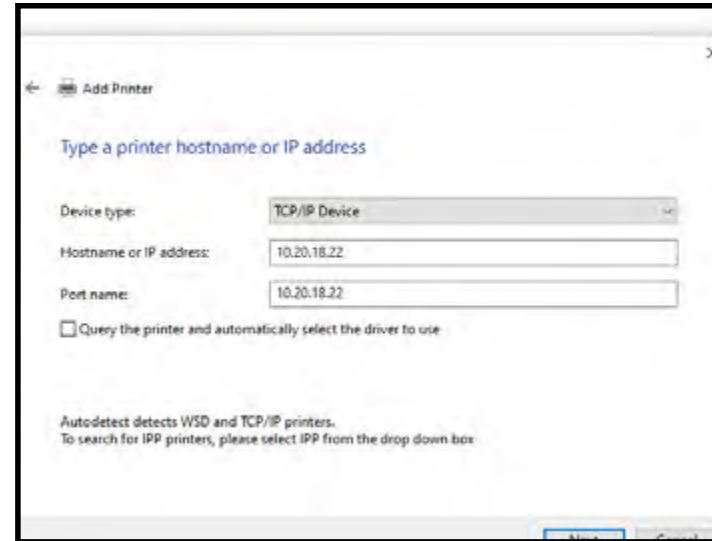 Add Printer
Type a printer hostname or IP address
Device type: TCP/IP Device
Hostname or IP address: 10.20.18.22
Port name: 10.20.18.22
Query the printer and automatically select the driver to use
Autodetect detects WSD and TCP/IP printers.
To search for IPP printers, please select IPP from the drop down box